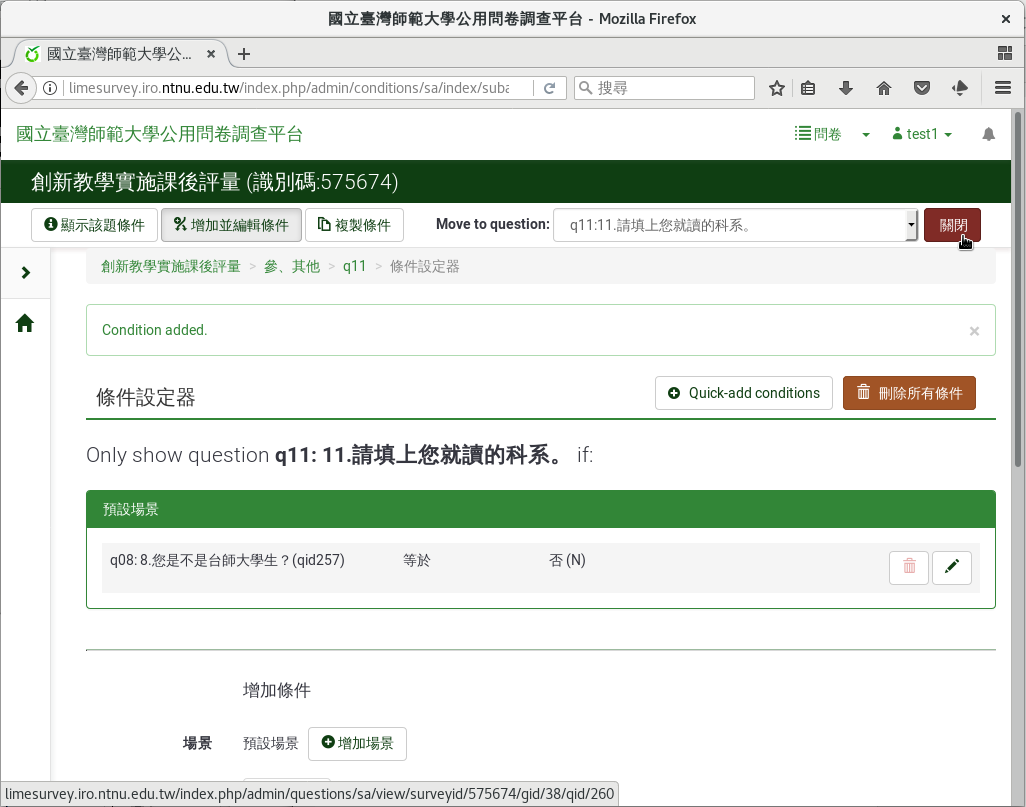 國立臺灣師範大學公用問卷調查平台 - Mozilla Firefox
國立臺灣師範大學公...
limesurvey.iro.ntnu.edu.tw/index.php/admin/conditions/sa/index/suba
搜尋
國立臺灣師範大學公用問卷調查平台
問卷
test1
創新教學實施課後評量 (識別碼:575674)
顯示該題條件
增加並編輯條件
複製條件
Move to question:
q11:11.請填上您就讀的科系。
關閉
創新教學實施課後評量 > 參、其他 > q11 > 條件設定器
Condition added.
×
條件設定器
Quick-add conditions
刪除所有條件
Only show question q11: 11.請填上您就讀的科系。 if:
預設場景
q08: 8.您是不是台師大學生？(qid257) 等於 否 (N)
增加條件
場景 預設場景 增加場景
limesurvey.iro.ntnu.edu.tw/index.php/admin/questions/sa/view/surveyid/575674/gid/38/qid/260